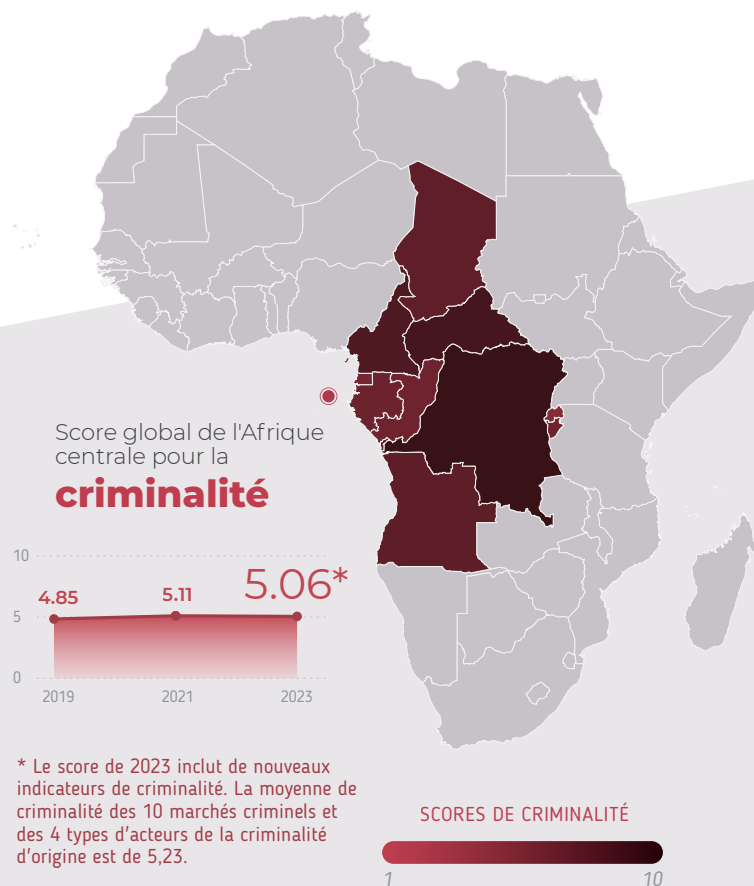 Score global de l'Afrique
centrale pour la
criminalité
10
5
0
4.85
5.11
5.06*
2019
2021
2023
* Le score de 2023 inclut de nouveaux
indicateurs de criminalité. La moyenne de
criminalité des 10 marchés criminels et
des 4 types d'acteurs de la criminalité
d'origine est de 5,23.
SCORES DE CRIMINALITÉ
1
10